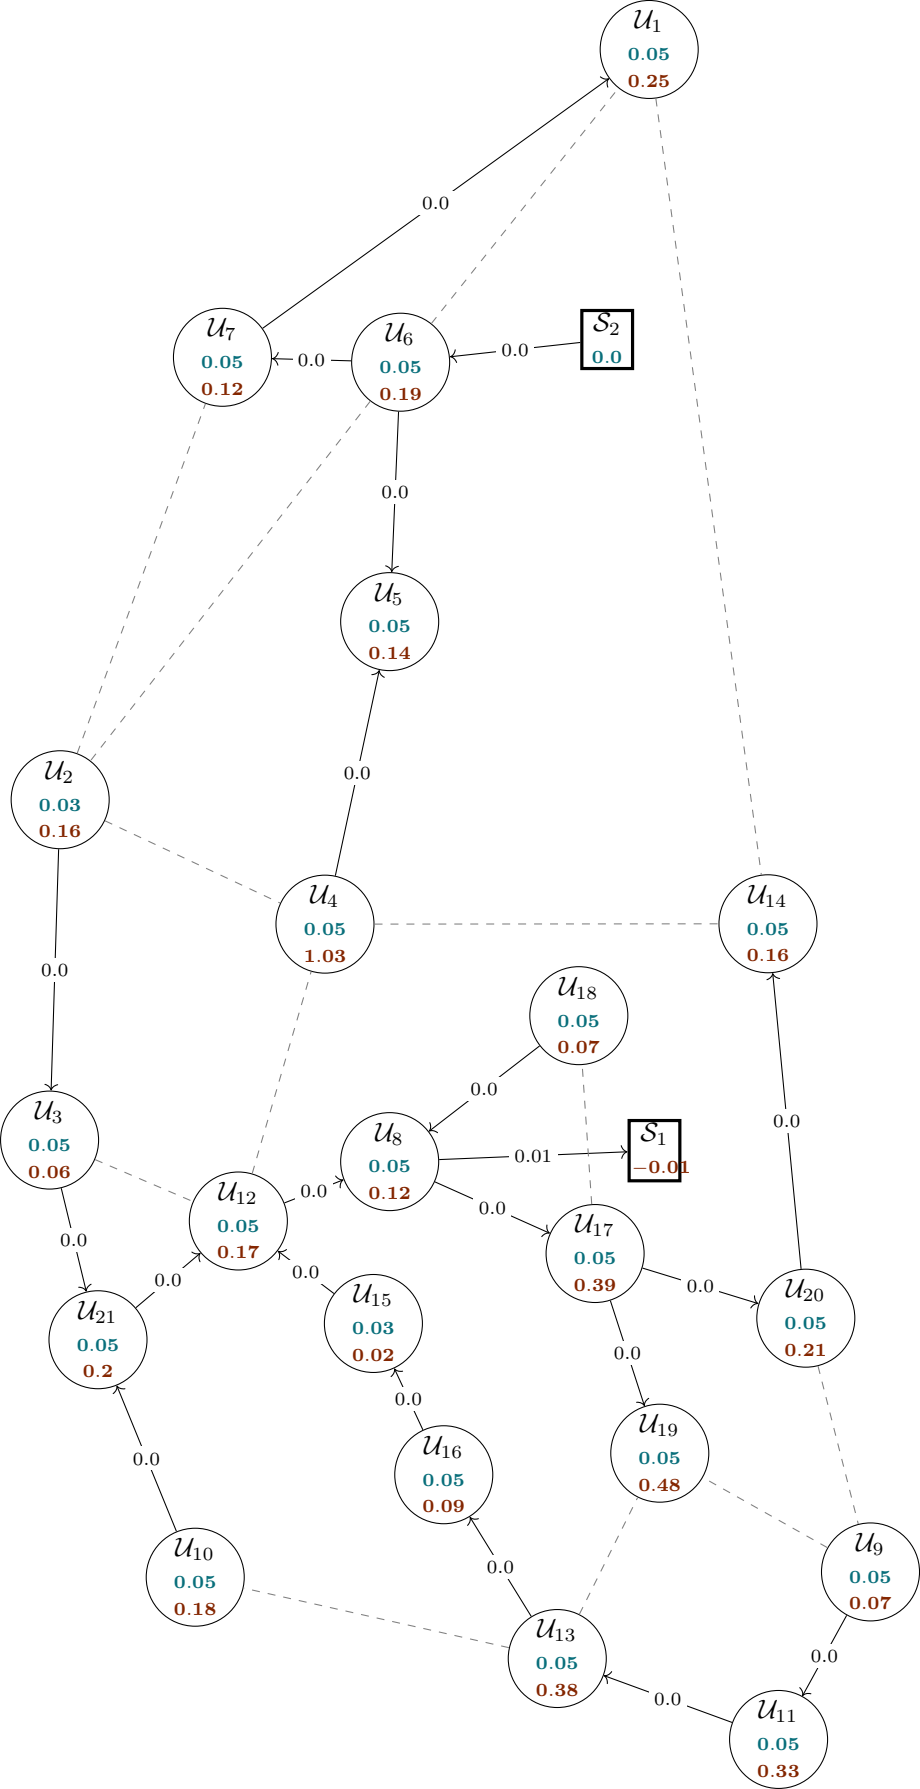 𝒰₁
0.05
0.25
0.0
𝒰₇
0.05
0.12
0.0
𝒰₆
0.05
0.19
0.0
𝒮₂
0.0
0.0
𝒰₅
0.05
0.14
0.0
𝒰₂
0.03
0.16
𝒰₄
0.05
1.03
𝒰₁₄
0.05
0.16
0.0
𝒰₁₈
0.05
0.07
0.0
𝒰₃
0.05
0.06
𝒰₈
0.05
0.12
0.01
𝒮₁
−0.01
0.0
𝒰₁₂
0.05
0.17
0.0
0.0
𝒰₁₇
0.05
0.39
0.0
0.0
0.0
0.0
𝒰₂₁
0.05
0.2
𝒰₁₅
0.03
0.02
0.0
𝒰₂₀
0.05
0.21
0.0
0.0
𝒰₁₉
0.05
0.48
0.0
𝒰₁₆
0.05
0.09
𝒰₁₀
0.05
0.18
0.0
𝒰₉
0.05
0.07
𝒰₁₃
0.05
0.38
0.0
0.0
𝒰₁₁
0.05
0.33